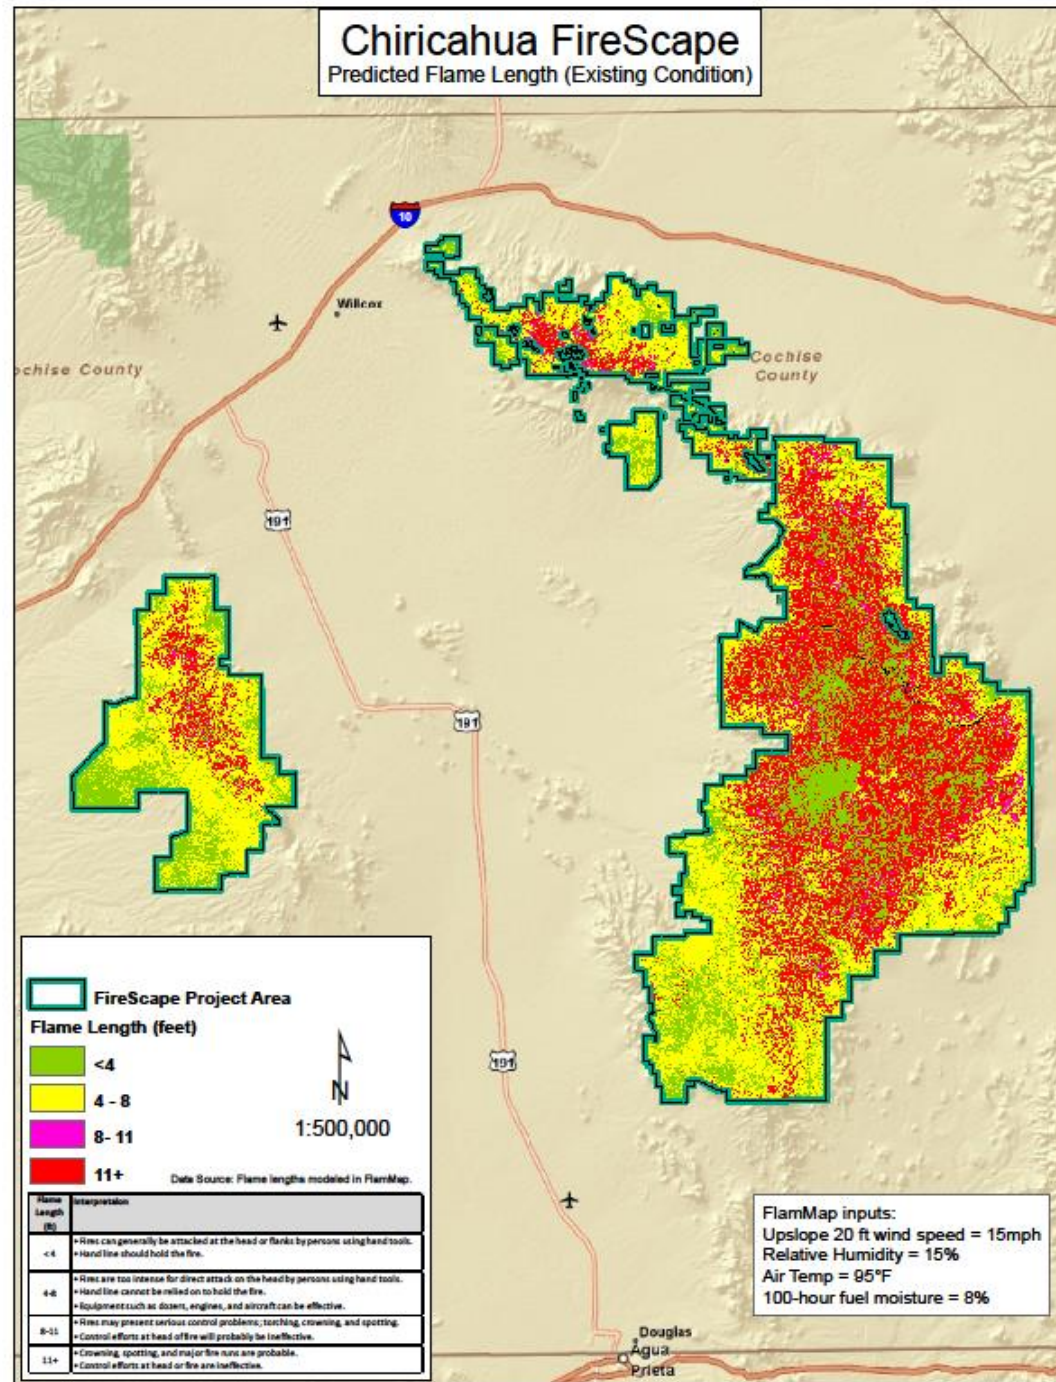 Chiricahua FireScape
Predicted Flame Length (Existing Condition)
10
Willcox
Cochise
County
ochise County
191
191
FireScape Project Area
Flame Length (feet)
<4
4 - 8
8- 11
11+
N
1:500,000
Data Source: Flame lengths modeled in FlamMap.
191
Flame Length (ft)
Interpretaion
<4
• Fires can generally be attacked at the head or flanks by persons using hand tools.
• Hand line should hold the fire.
4-8
• Fires are too intense for direct attack on the head by persons using hand tools.
• Hand line cannot be relied on to hold the fire.
• Equipment such as dozers, engines, and aircraft can be effective.
8-11
• Fires may present serious control problems; torching, crowning, and spotting.
• Control efforts at head of fire will probably be ineffective.
11+
• Crowning, spotting, and major fire runs are probable.
• Control efforts at head or fire are ineffective.
FlamMap inputs:
Upslope 20 ft wind speed = 15mph
Relative Humidity = 15%
Air Temp = 95°F
100-hour fuel moisture = 8%
Douglas
Agua
Prieta